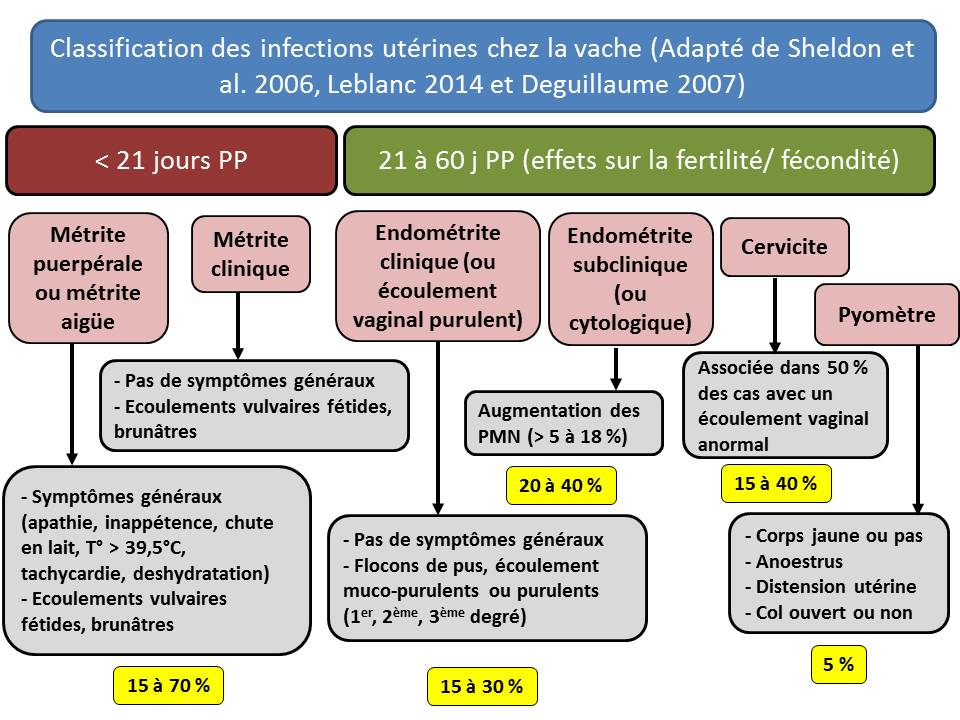 Classification des infections utérines chez la vache (Adapté de Sheldon et
al. 2006, Leblanc 2014 et Deguillaume 2007)
< 21 jours PP
21 à 60 j PP (effets sur la fertilité/ fécondité)
Métrite
puerpérale
ou métrite
aigüe
Métrite
clinique
Endométrite
clinique (ou
écoulement
vaginal purulent)
Endométrite
subclinique
(ou
cytologique)
Cervicite
Pyomètre
- Pas de symptômes généraux
- Ecoulements vulvaires fétides,
brunâtres
Augmentation des
PMN (> 5 à 18 %)
Associée dans 50 %
des cas avec un
écoulement vaginal
anormal
20 à 40 %
15 à 40 %
- Symptômes généraux
(apathie, inappétence, chute
en lait, T° > 39,5°C,
tachycardie, deshydratation)
- Ecoulements vulvaires
fétides, brunâtres
- Pas de symptômes généraux
- Flocons de pus, écoulement
muco-purulents ou purulents
(1er, 2ème, 3ème degré)
- Corps jaune ou pas
- Anoestrus
- Distension utérine
- Col ouvert ou non
15 à 70 %
15 à 30 %
5 %